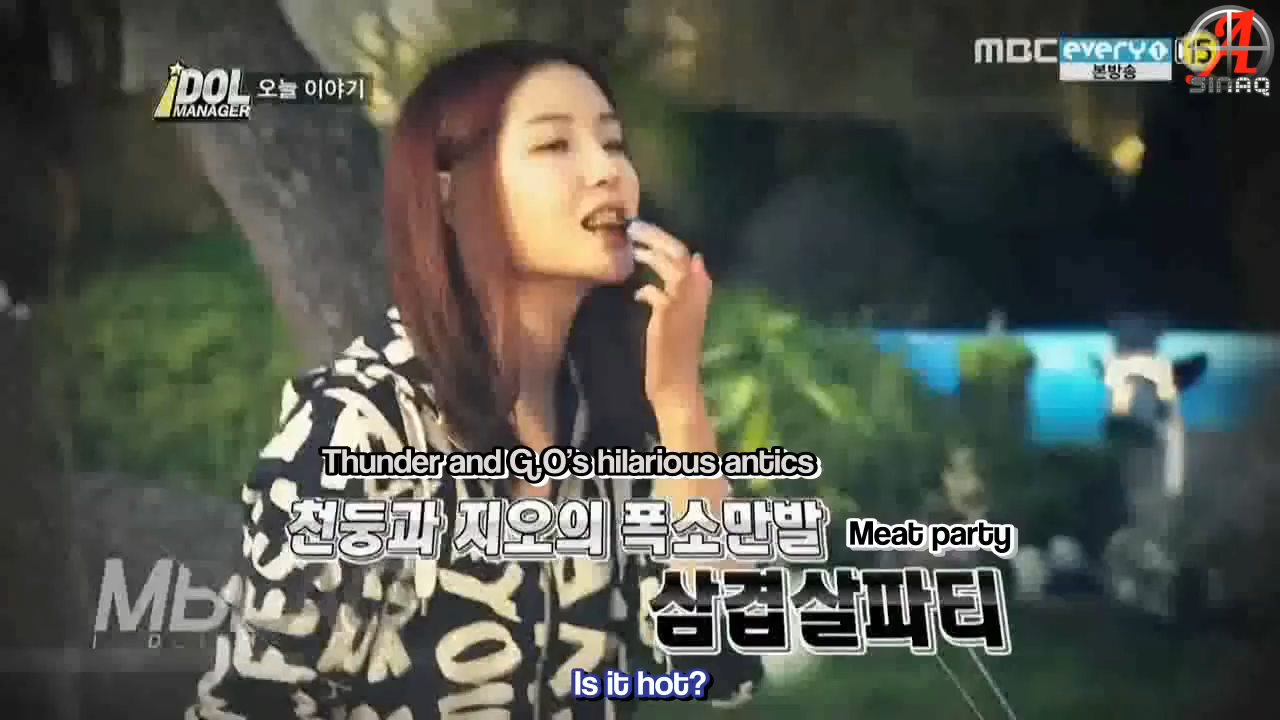 iDOL
MANAGER
오늘 이야기
MBC every1
본방송
15
A
SINAQ
Thunder and G.O's hilarious antics
천둥과 지오의 폭소만발
Meat party
삼겹살파티
Is it hot?